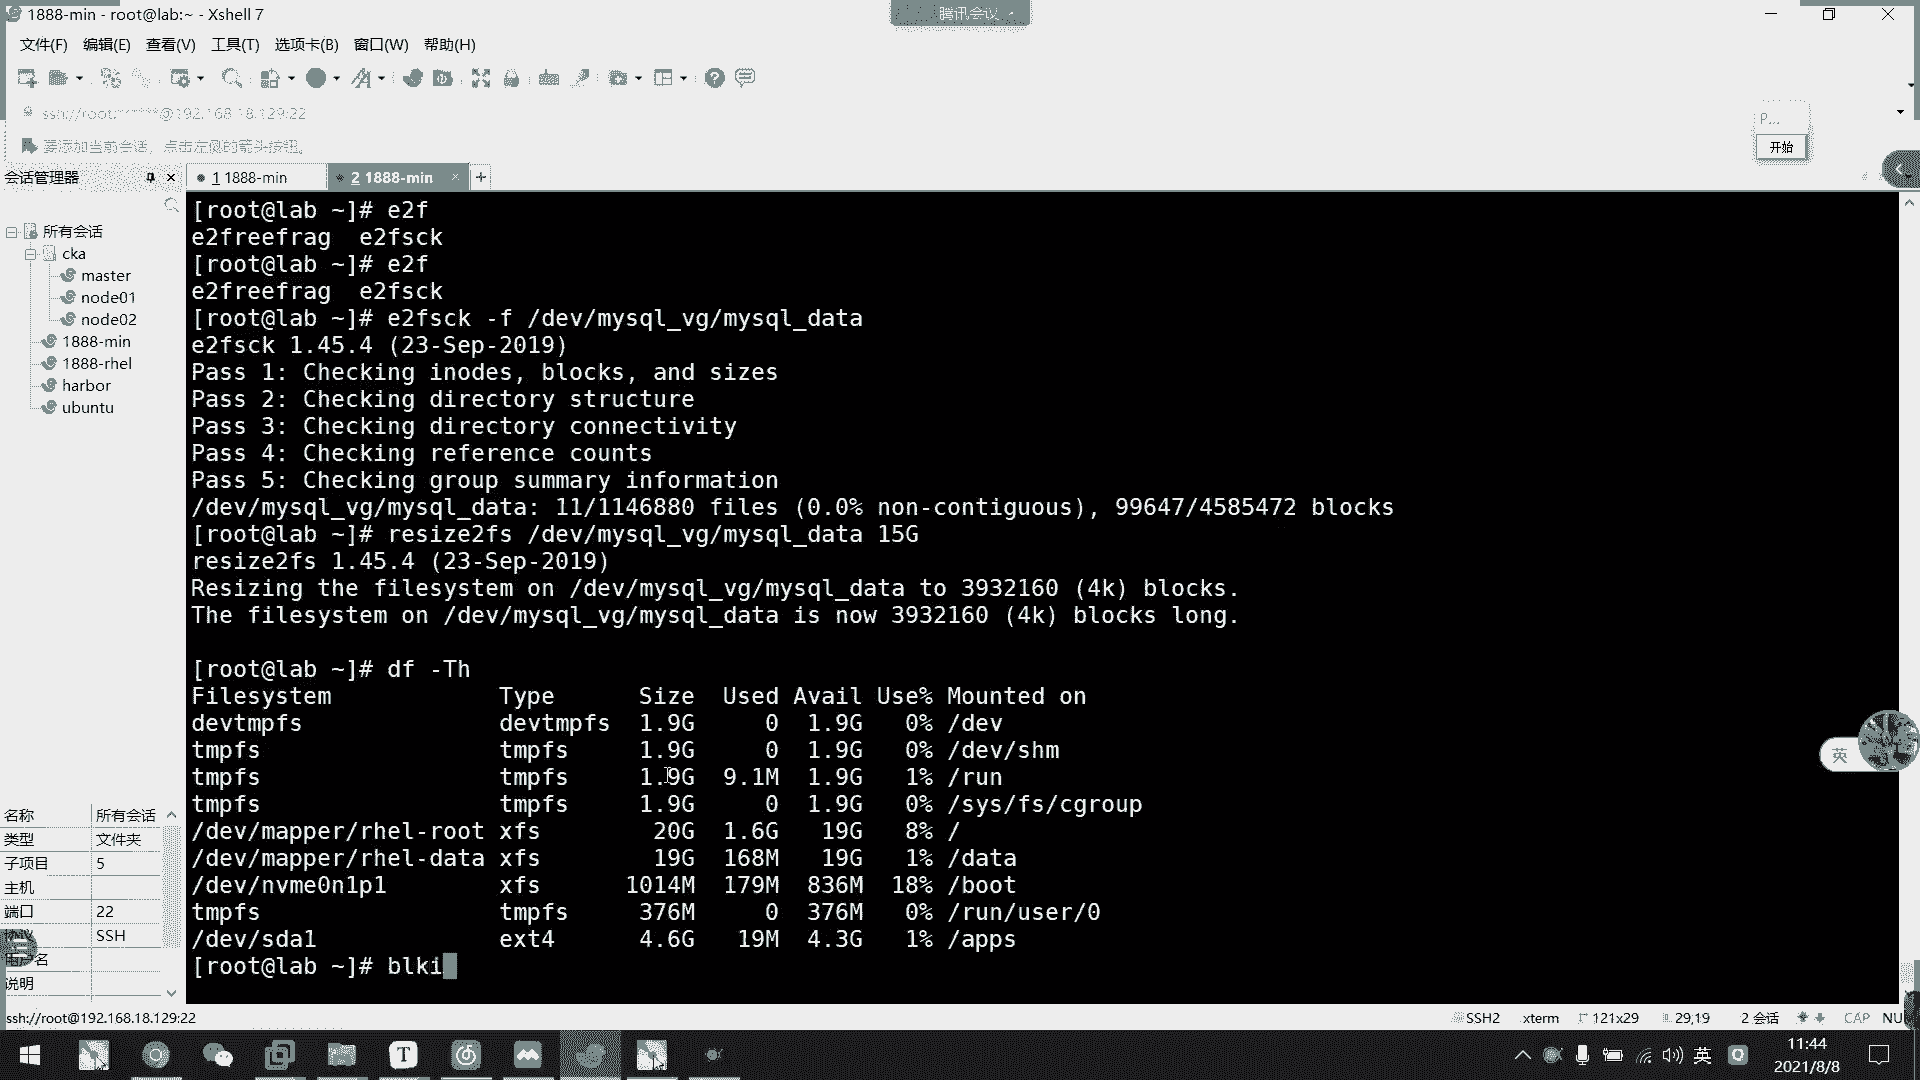 1888-min - root@lab:~ - Xshell 7
腾讯会议
文件(F) 编辑(E) 查看(V) 工具(T) 选项卡(B) 窗口(W) 帮助(H)
ssh://root:******@192.168.18.129:22
P...
要添加当前会话，点击左侧的箭头按钮。
开始
会话管理器
1 1888-min
2 1888-min
所有会话
cka
master
node01
node02
1888-min
1888-rhel
harbor
ubuntu
[root@lab ~]# e2f
e2freefrag  e2fsck
[root@lab ~]# e2f
e2freefrag  e2fsck
[root@lab ~]# e2fsck -f /dev/mysql_vg/mysql_data
e2fsck 1.45.4 (23-Sep-2019)
Pass 1: Checking inodes, blocks, and sizes
Pass 2: Checking directory structure
Pass 3: Checking directory connectivity
Pass 4: Checking reference counts
Pass 5: Checking group summary information
/dev/mysql_vg/mysql_data: 11/1146880 files (0.0% non-contiguous), 99647/4585472 blocks
[root@lab ~]# resize2fs /dev/mysql_vg/mysql_data 15G
resize2fs 1.45.4 (23-Sep-2019)
Resizing the filesystem on /dev/mysql_vg/mysql_data to 3932160 (4k) blocks.
The filesystem on /dev/mysql_vg/mysql_data is now 3932160 (4k) blocks long.
[root@lab ~]# df -Th
Filesystem Type Size Used Avail Use% Mounted on
devtmpfs devtmpfs 1.9G 0 1.9G 0% /dev
tmpfs tmpfs 1.9G 0 1.9G 0% /dev/shm
tmpfs tmpfs 1.9G 9.1M 1.9G 1% /run
tmpfs tmpfs 1.9G 0 1.9G 0% /sys/fs/cgroup
/dev/mapper/rhel-root xfs 20G 1.6G 19G 8% /
/dev/mapper/rhel-data xfs 19G 168M 19G 1% /data
/dev/nvme0n1p1 xfs 1014M 179M 836M 18% /boot
tmpfs tmpfs 376M 0 376M 0% /run/user/0
/dev/sda1 ext4 4.6G 19M 4.3G 1% /apps
[root@lab ~]# blki
英
名称 所有会话
类型 文件夹
子项目 5
主机
端口 22
SSH
说明
ssh://root@192.168.18.129:22
SSH2 xterm 121x29 29,19 2 会话 CAP NU
英
11:44
2021/8/8